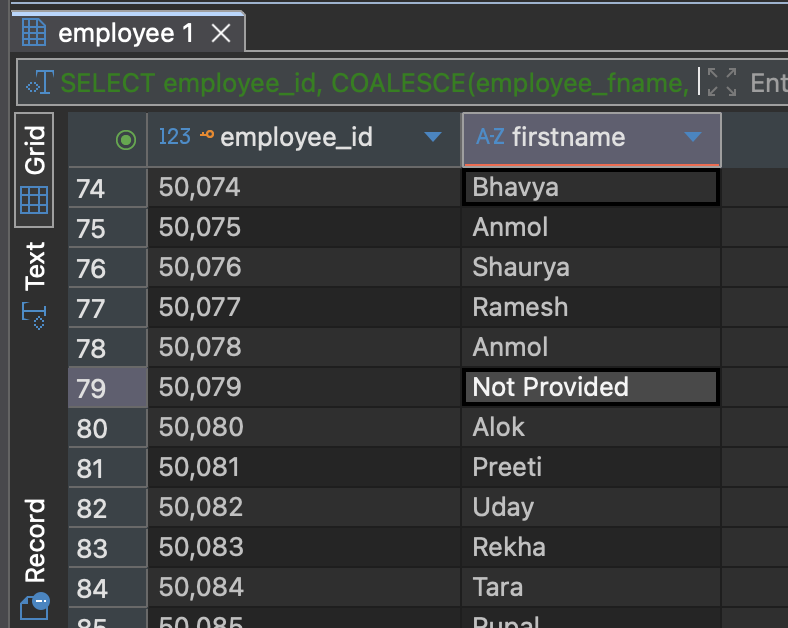 employee 1
SELECT employee_id, COALESCE(employee_fname,
Grid
Text
Record
123 employee_id
A-Z firstname
74 50,074 Bhavya
75 50,075 Anmol
76 50,076 Shaurya
77 50,077 Ramesh
78 50,078 Anmol
79 50,079 Not Provided
80 50,080 Alok
81 50,081 Preeti
82 50,082 Uday
83 50,083 Rekha
84 50,084 Tara
85 50,085 Rupal